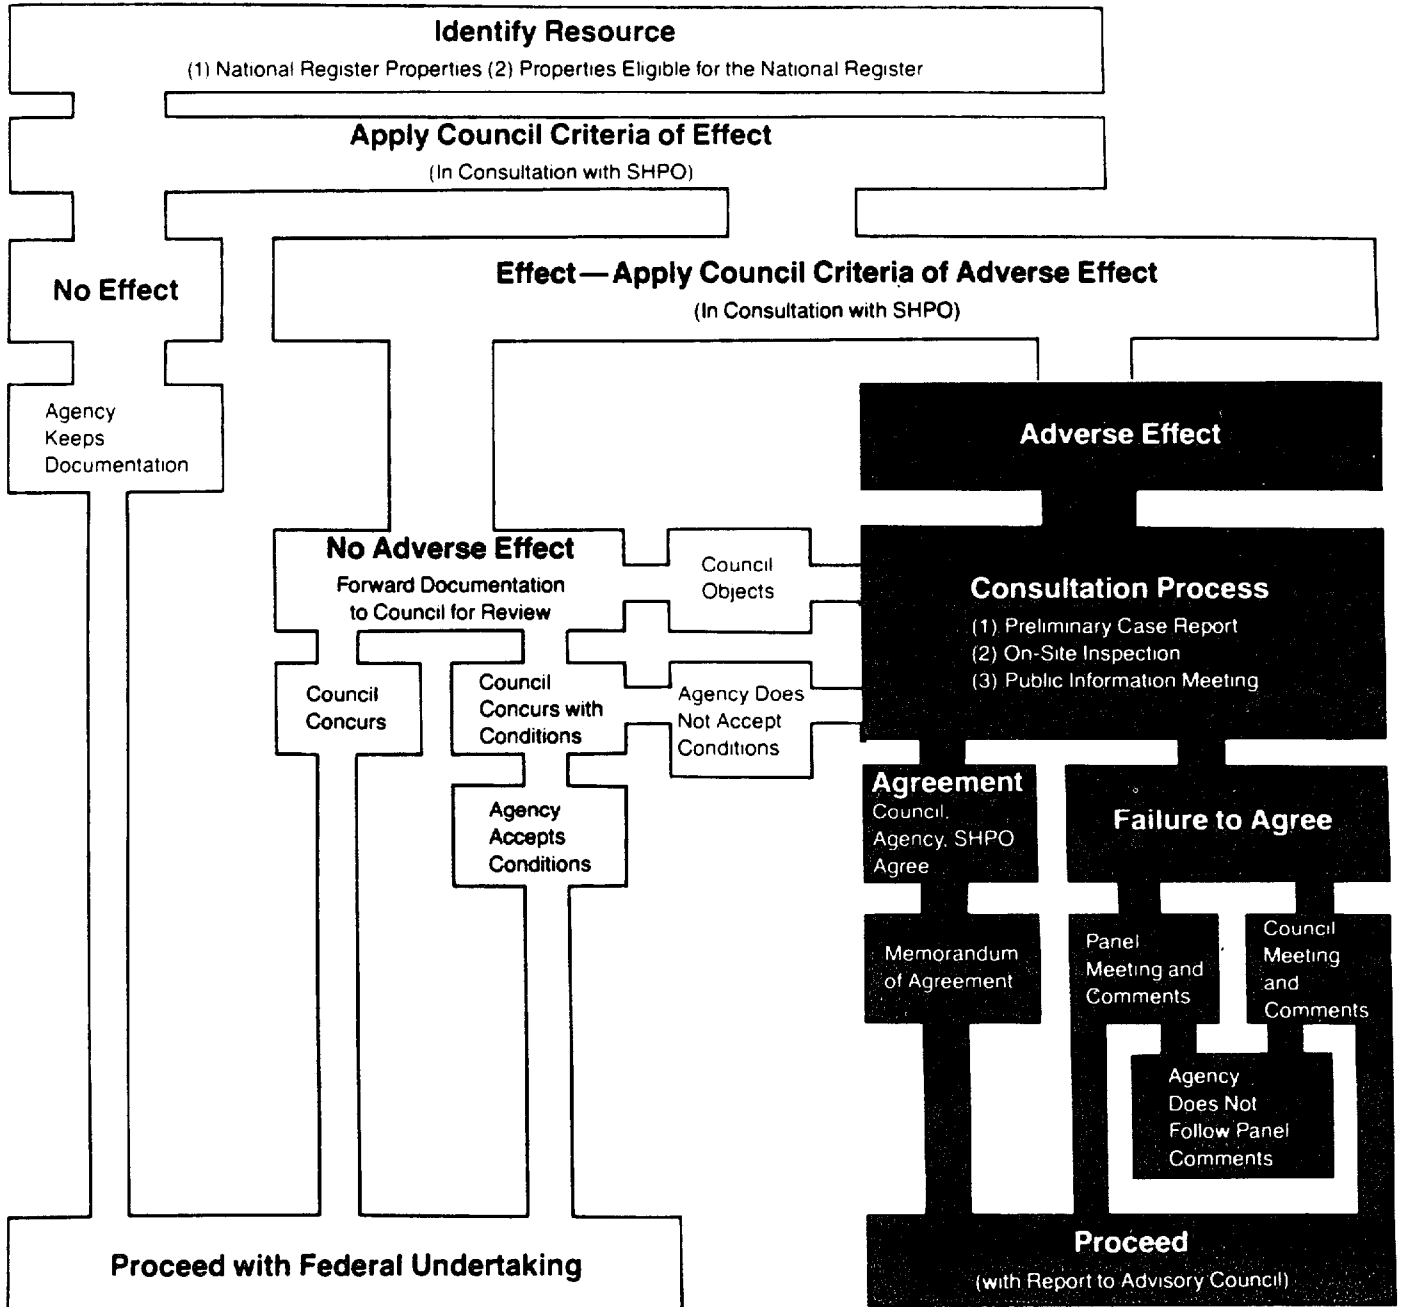 Identify Resource
(1) National Register Properties (2) Properties Eligible for the National Register
Apply Council Criteria of Effect
(In Consultation with SHPO)
No Effect
Effect—Apply Council Criteria of Adverse Effect
(In Consultation with SHPO)
Agency
Keeps
Documentation
Adverse Effect
No Adverse Effect
Forward Documentation
to Council for Review
Council
Objects
Consultation Process
(1) Preliminary Case Report
(2) On-Site Inspection
(3) Public Information Meeting
Council
Concurs
Council
Concurs with
Conditions
Agency Does
Not Accept
Conditions
Agency
Accepts
Conditions
Agreement
Council,
Agency, SHPO
Agree
Failure to Agree
Memorandum
of Agreement
Panel
Meeting and
Comments
Council
Meeting
and
Comments
Agency
Does Not
Follow Panel
Comments
Proceed with Federal Undertaking
Proceed
(with Report to Advisory Council)